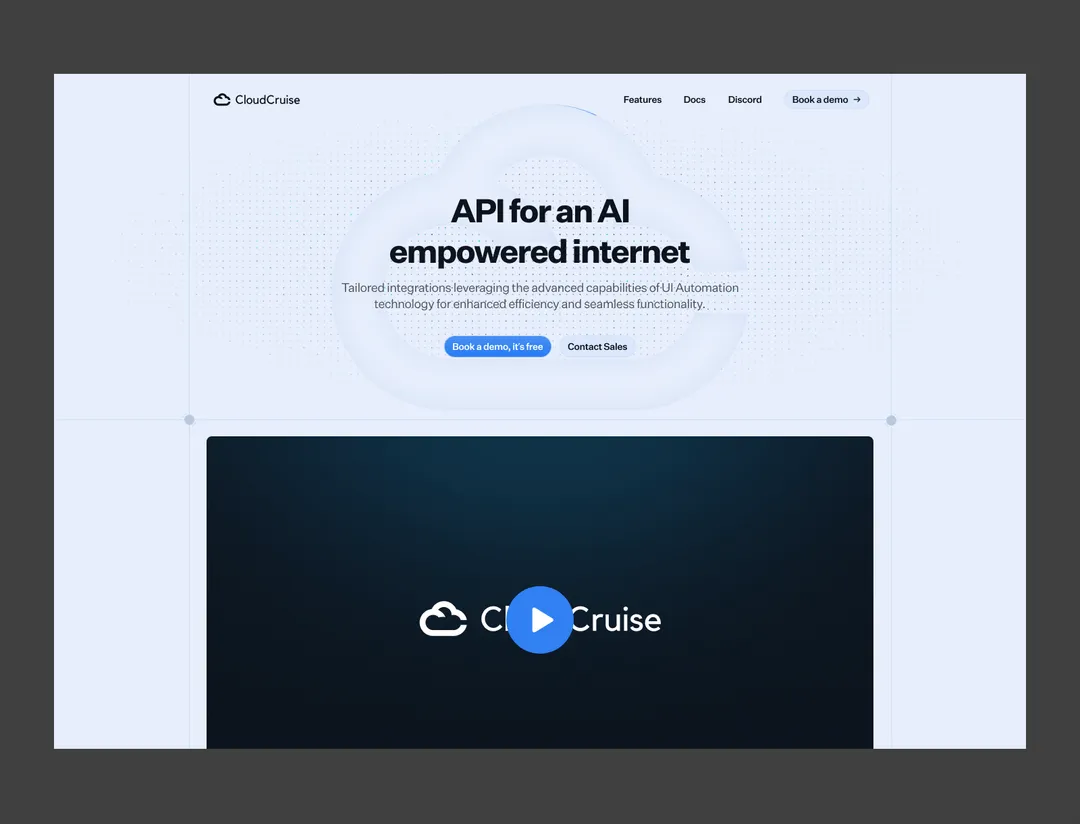 CloudCruise
Features Docs Discord Book a demo →
API for an AI
empowered internet
Tailored integrations leveraging the advanced capabilities of UI Automation
technology for enhanced efficiency and seamless functionality.
Book a demo, it's free Contact Sales
Cl Cruise